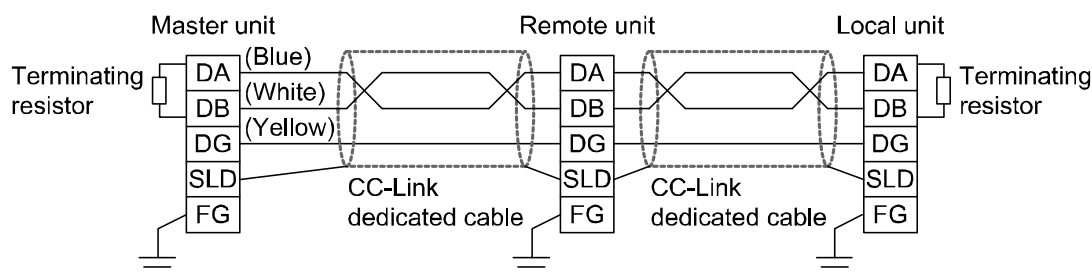 Master unit
Remote unit
Local unit
Terminating
resistor
DA
DB
DG
SLD
FG
(Blue)
(White)
(Yellow)
CC-Link
dedicated cable
DA
DB
DG
SLD
FG
CC-Link
dedicated cable
DA
DB
DG
SLD
FG
Terminating
resistor